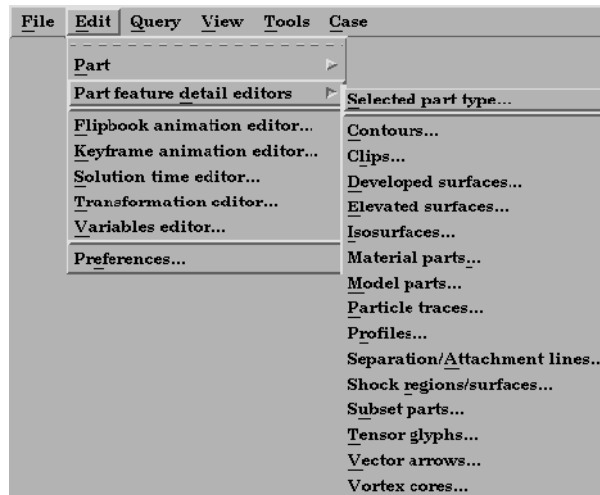 File Edit Query View Tools Case
Part
Part feature detail editors
Flipbook animation editor...
Keyframe animation editor...
Solution time editor...
Transformation editor...
Variables editor...
Preferences...
Selected part type...
Contours...
Clips...
Developed surfaces...
Elevated surfaces...
Isosurfaces...
Material parts...
Model parts...
Particle traces...
Profiles...
Separation/Attachment lines..
Shock regions/surfaces...
Subset parts...
Tensor glyphs...
Vector arrows...
Vortex cores...